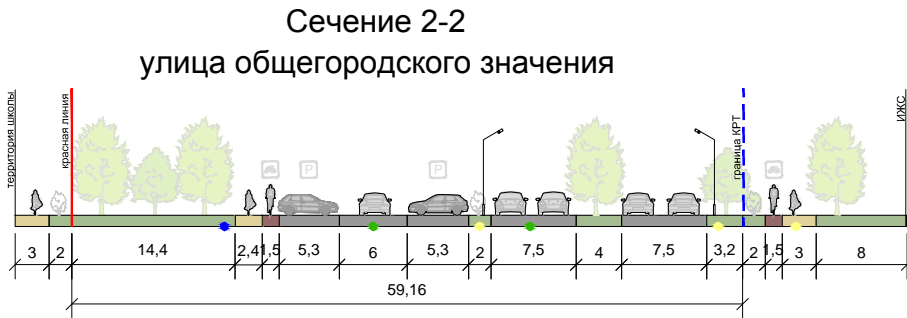 Сечение 2-2
улица общегородского значения
территория школы
красная линия
граница КРТ
ИЖС
P
P
3 2 14,4 2,4 1,5 5,3 6 5,3 2 7,5 4 7,5 3,2 2 1,5 3 8
59,16